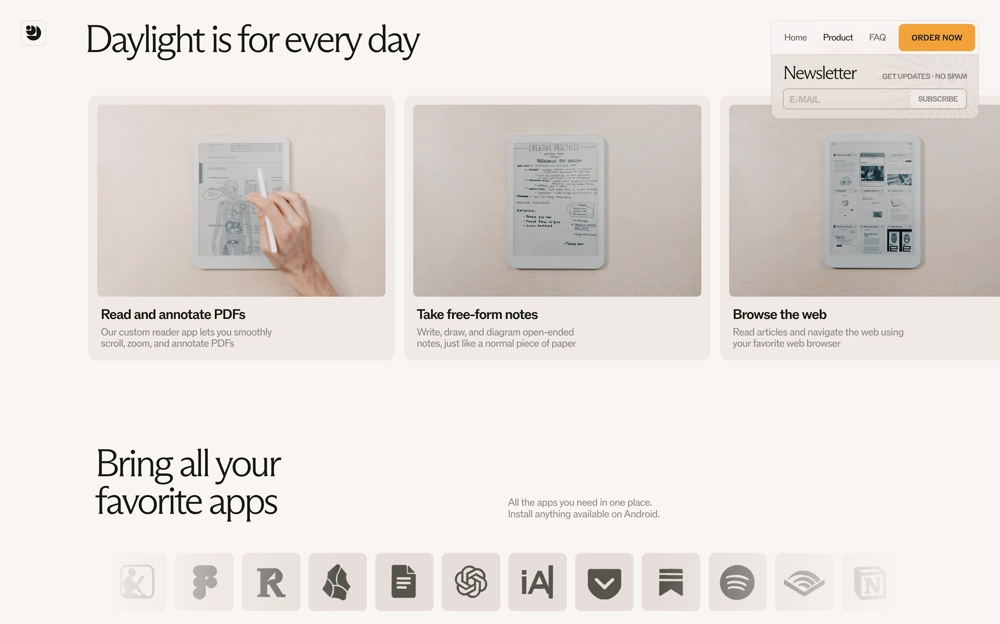 Daylight is for every day
Home
Product
FAQ
ORDER NOW
Newsletter
GET UPDATES · NO SPAM
E-MAIL
SUBSCRIBE
CREATIVE PRACTICES
Read and annotate PDFs
Our custom reader app lets you smoothly
scroll, zoom, and annotate PDFs
Take free-form notes
Write, draw, and diagram open-ended
notes, just like a normal piece of paper
Browse the web
Read articles and navigate the web using
your favorite web browser
Bring all your
favorite apps
All the apps you need in one place.
Install anything available on Android.
R
iA
N